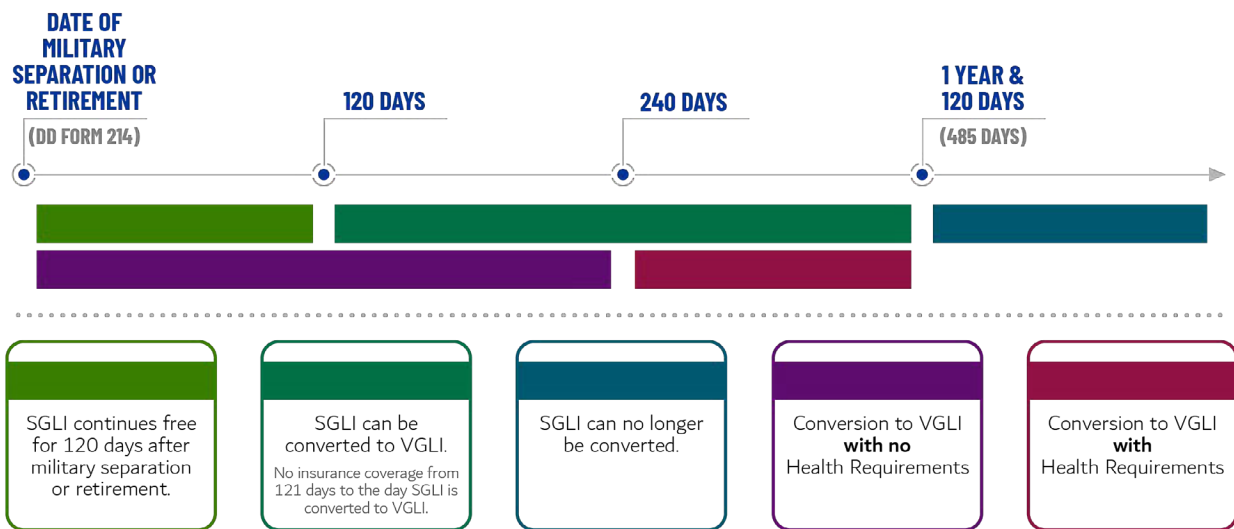 DATE OF
MILITARY
SEPARATION OR
RETIREMENT
(DD FORM 214)
120 DAYS
240 DAYS
1 YEAR &
120 DAYS
(485 DAYS)
SGLI continues free
for 120 days after
military separation
or retirement.
SGLI can be
converted to VGLI.
No insurance coverage from
121 days to the day SGLI is
converted to VGLI.
SGLI can no longer
be converted.
Conversion to VGLI
with no
Health Requirements
Conversion to VGLI
with
Health Requirements